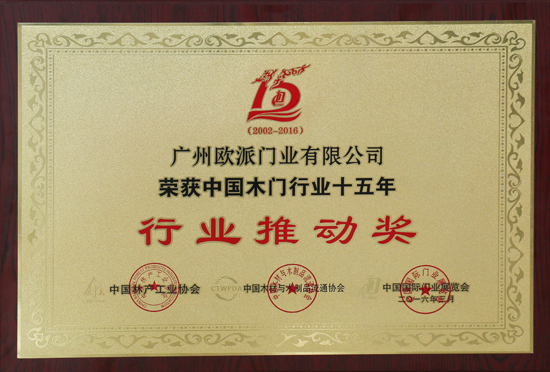 15
(2002-2016)
广州欧派门业有限公司
荣获中国木门行业十五年
行业推动奖
中国林产工业协会 中国木材与木制品流通协会 中国国际门业展览会
二〇一六年三月